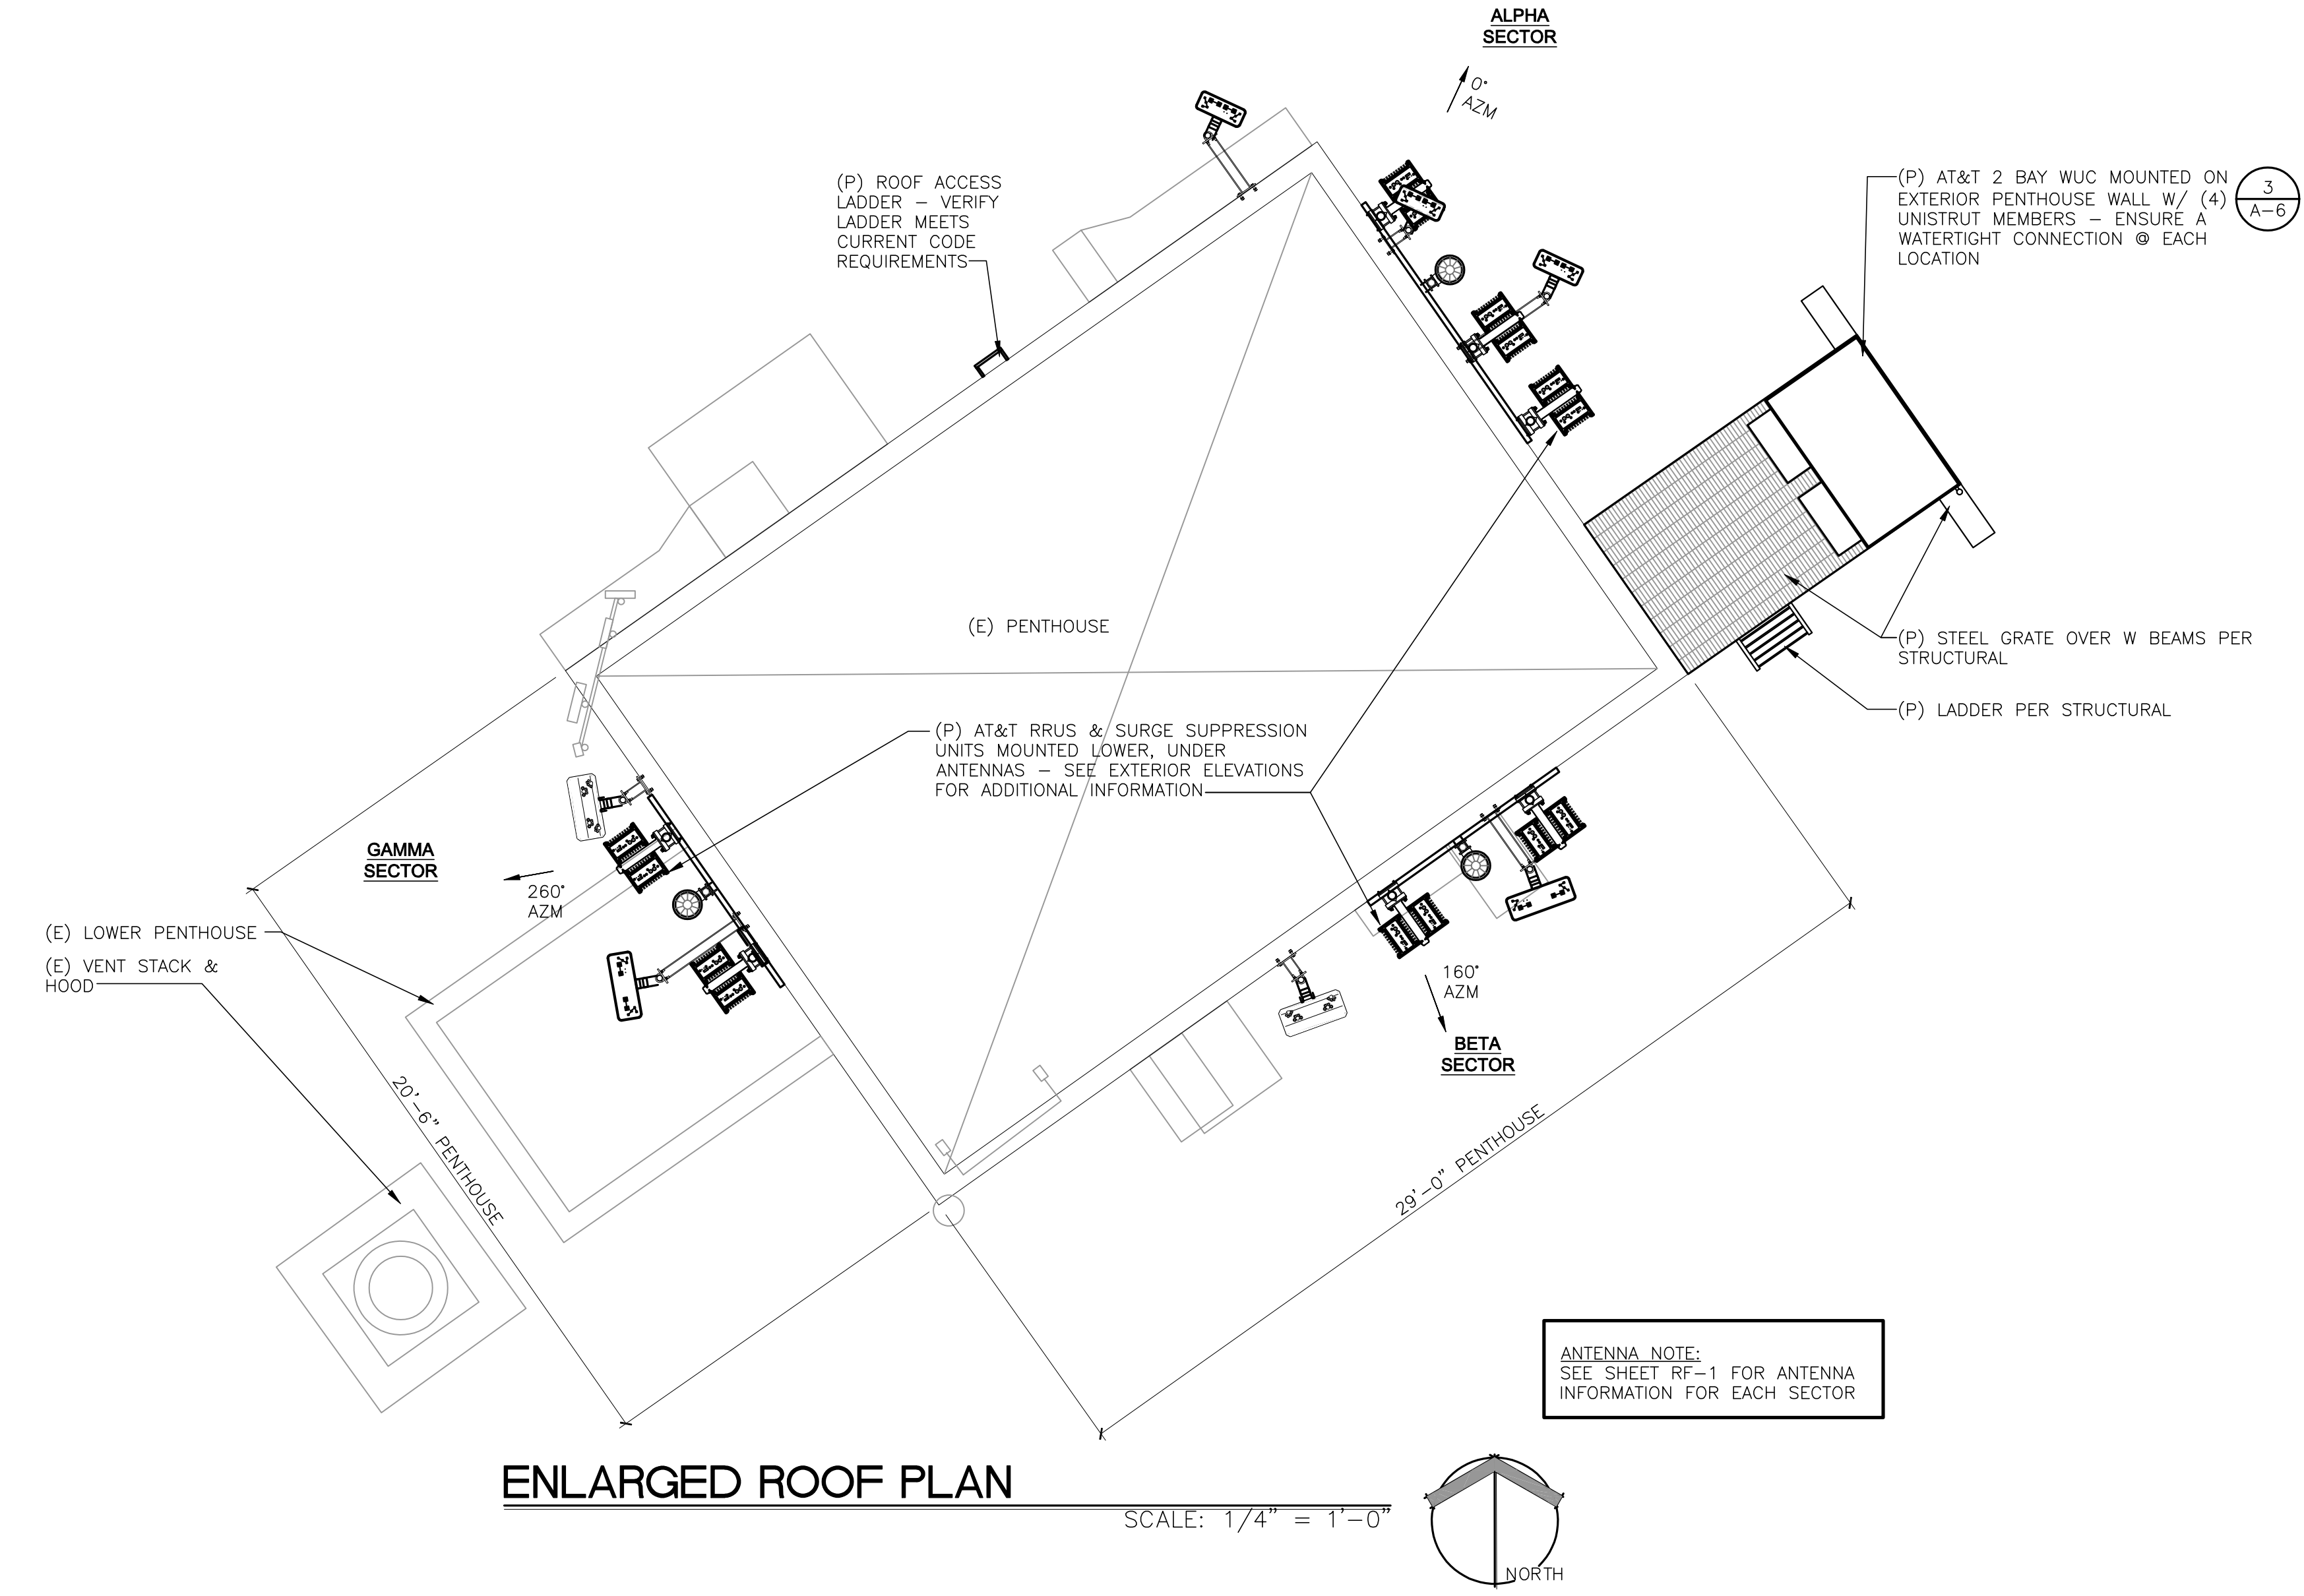 ALPHA
SECTOR
0°
AZM
(P) ROOF ACCESS
LADDER – VERIFY
LADDER MEETS
CURRENT CODE
REQUIREMENTS
(P) AT&T 2 BAY WUC MOUNTED ON
EXTERIOR PENTHOUSE WALL W/ (4)
UNISTRUT MEMBERS – ENSURE A
WATERTIGHT CONNECTION @ EACH
LOCATION
3
A–6
(E) PENTHOUSE
(P) STEEL GRATE OVER W BEAMS PER
STRUCTURAL
(P) LADDER PER STRUCTURAL
(P) AT&T RRUS & SURGE SUPPRESSION
UNITS MOUNTED LOWER, UNDER
ANTENNAS – SEE EXTERIOR ELEVATIONS
FOR ADDITIONAL INFORMATION
GAMMA
SECTOR
260°
AZM
(E) LOWER PENTHOUSE
(E) VENT STACK &
HOOD
160°
AZM
BETA
SECTOR
20'–6" PENTHOUSE
29'–0" PENTHOUSE
ANTENNA NOTE:
SEE SHEET RF–1 FOR ANTENNA
INFORMATION FOR EACH SECTOR
ENLARGED ROOF PLAN
SCALE: 1/4" = 1'–0"
NORTH